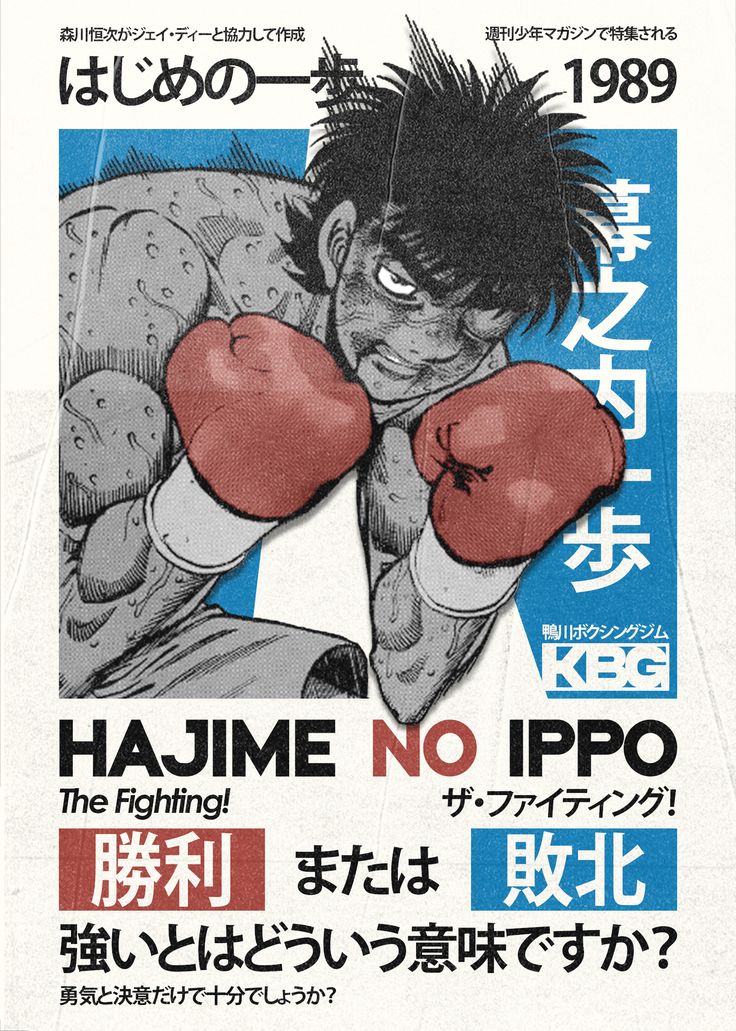 森川恒次がジェイ・ディーと協力して作成
週刊少年マガジンで特集される
はじめの一歩
1989
幕之内一歩
鴨川ボクシングジム
KBG
HAJIME NO IPPO
The Fighting!
ザ・ファイティング!
勝利 または 敗北
強いとはどういう意味ですか?
勇気と決意だけで十分でしょうか?